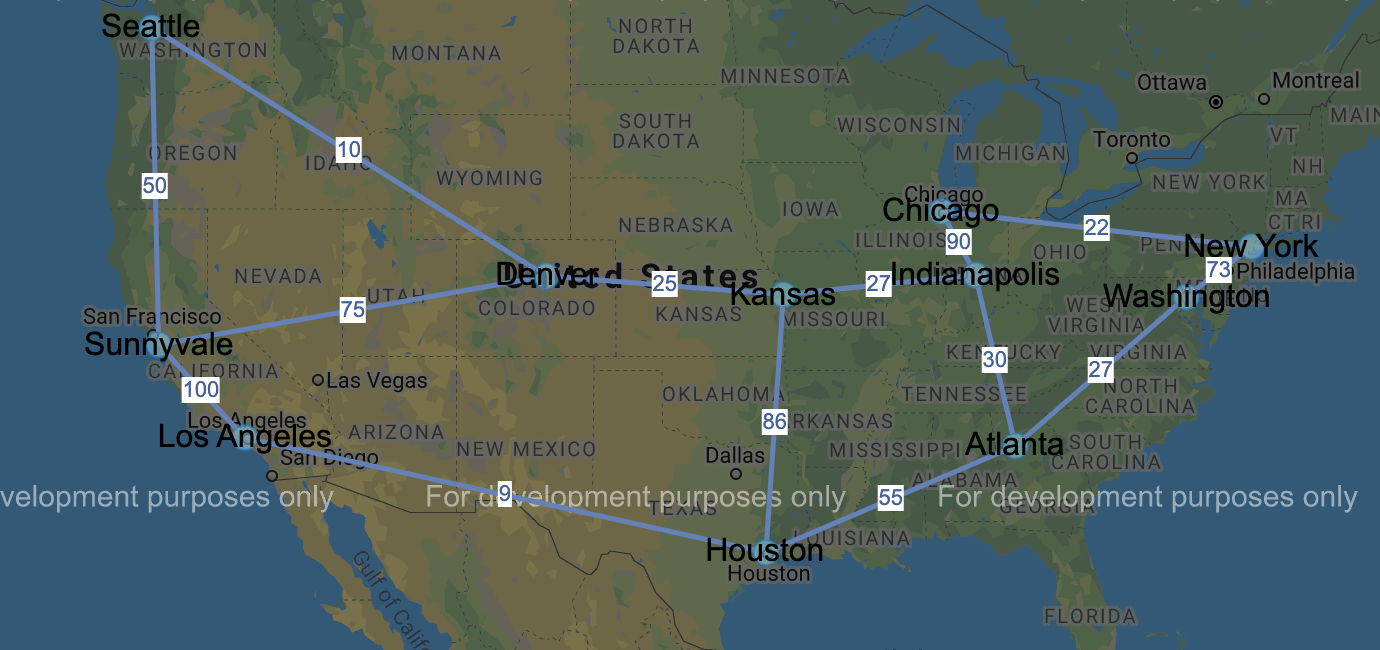 Seattle
WASHINGTON
MONTANA
NORTH
DAKOTA
MINNESOTA
Ottawa
Montreal
MAIN
OREGON
10
IDAHO
50
SOUTH
DAKOTA
WISCONSIN
MICHIGAN
Toronto
VT
NH
WYOMING
NEW YORK
MA
CT RI
NEBRASKA
IOWA
Chicago
Chicago
ILLINOIS
90
22
OHIO
PEN
New York
73
Philadelphia
Washington
NEVADA
UTAH
75
Denver
United States
COLORADO
25
KANSAS
Kansas
27
Indianapolis
MISSOURI
WEST
VIRGINIA
San Francisco
Sunnyvale
CALIFORNIA
100
Las Vegas
KENTUCKY
30
27
VIRGINIA
OKLAHOMA
86
ARKANSAS
TENNESSEE
NORTH
CAROLINA
Los Angeles
Los Angeles
San Diego
ARIZONA
NEW MEXICO
Dallas
MISSISSIPPI
Atlanta
SOUTH
CAROLINA
ALABAMA
velopment purposes only
For development purposes only
For development purposes only
9
TEXAS
55
GEORGIA
LOUISIANA
Houston
Houston
Gulf of Calif
FLORIDA